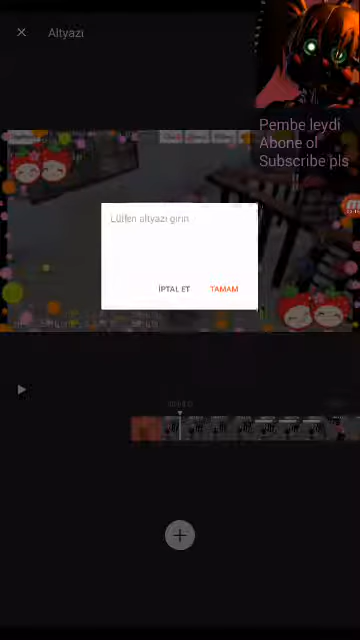 Altyazı
Pembe leydi
Abone ol
Subscribe pls
!!
Lütfen altyazı girin
İPTAL ET
TAMAM